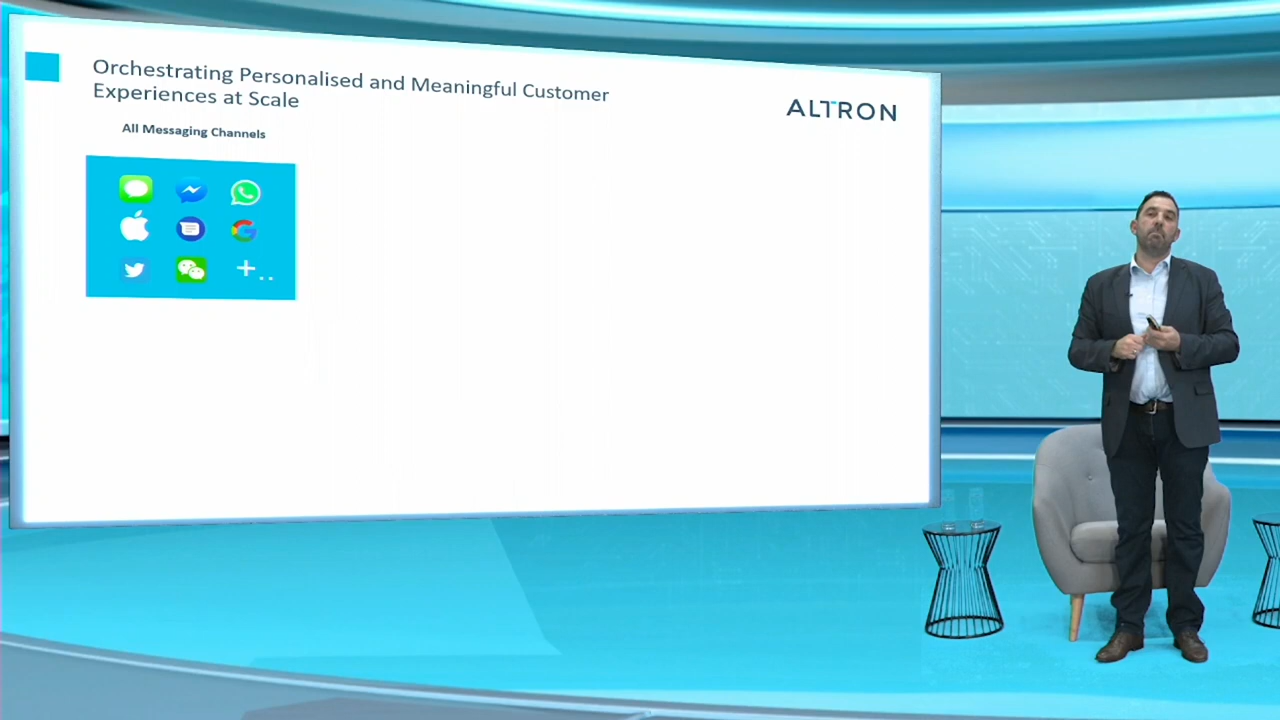 Orchestrating Personalised and Meaningful Customer
Experiences at Scale
ALTRON
All Messaging Channels